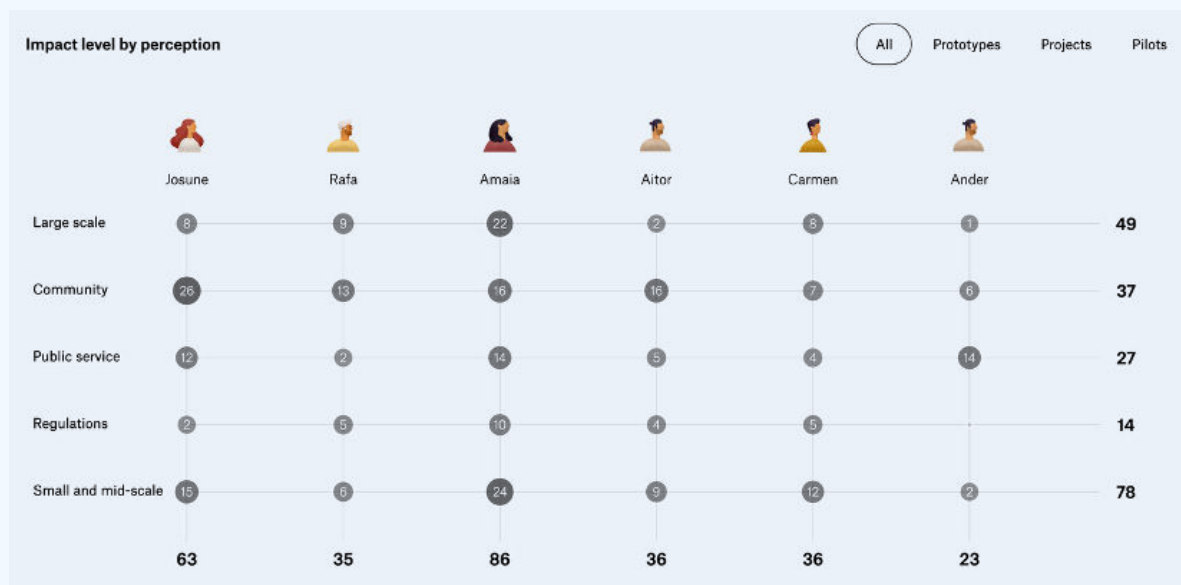 Impact level by perception All Prototypes Projects Pilots
Josune Rafa Amaia Aitor Carmen Ander
Large scale 8 9 22 2 8 1 49
Community 26 13 16 16 7 6 37
Public service 12 2 14 5 4 14 27
Regulations 2 5 10 4 5 14
Small and mid-scale 15 6 24 9 12 2 78
63 35 86 36 36 23